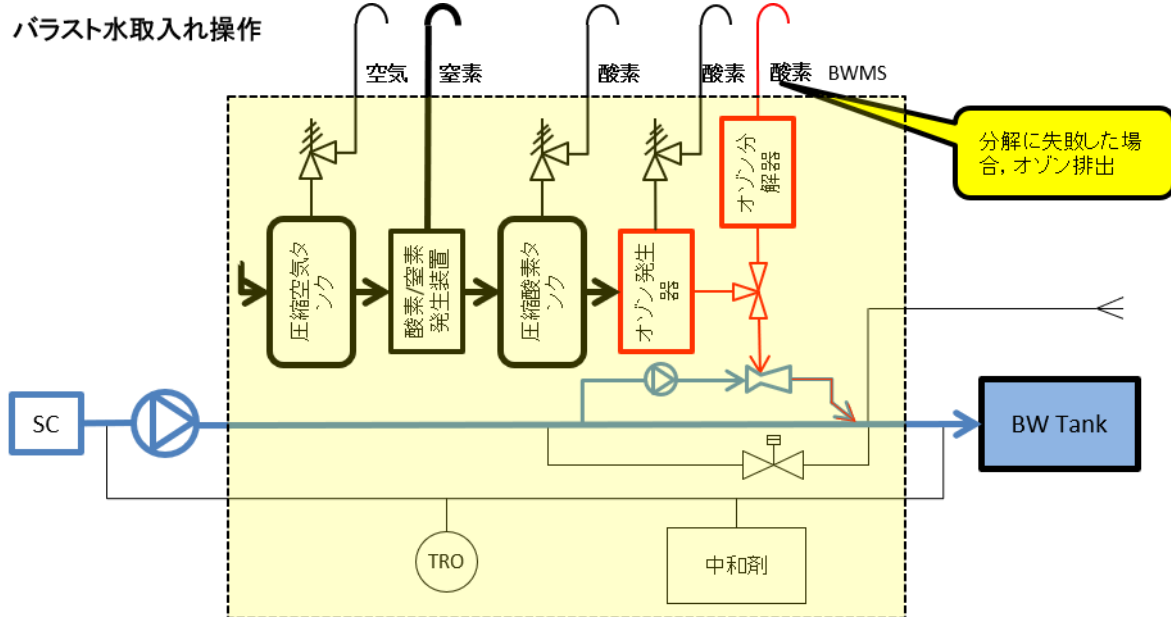 バラスト水取入れ操作
空気
窒素
酸素
酸素
酸素
BWMS
分解に失敗した場
合,オゾン排出
オゾン分
解器
圧縮空気タ
ンク
酸素/窒素
発生装置
圧縮酸素タ
ンク
オゾン発生
器
SC
BW Tank
TRO
中和剤